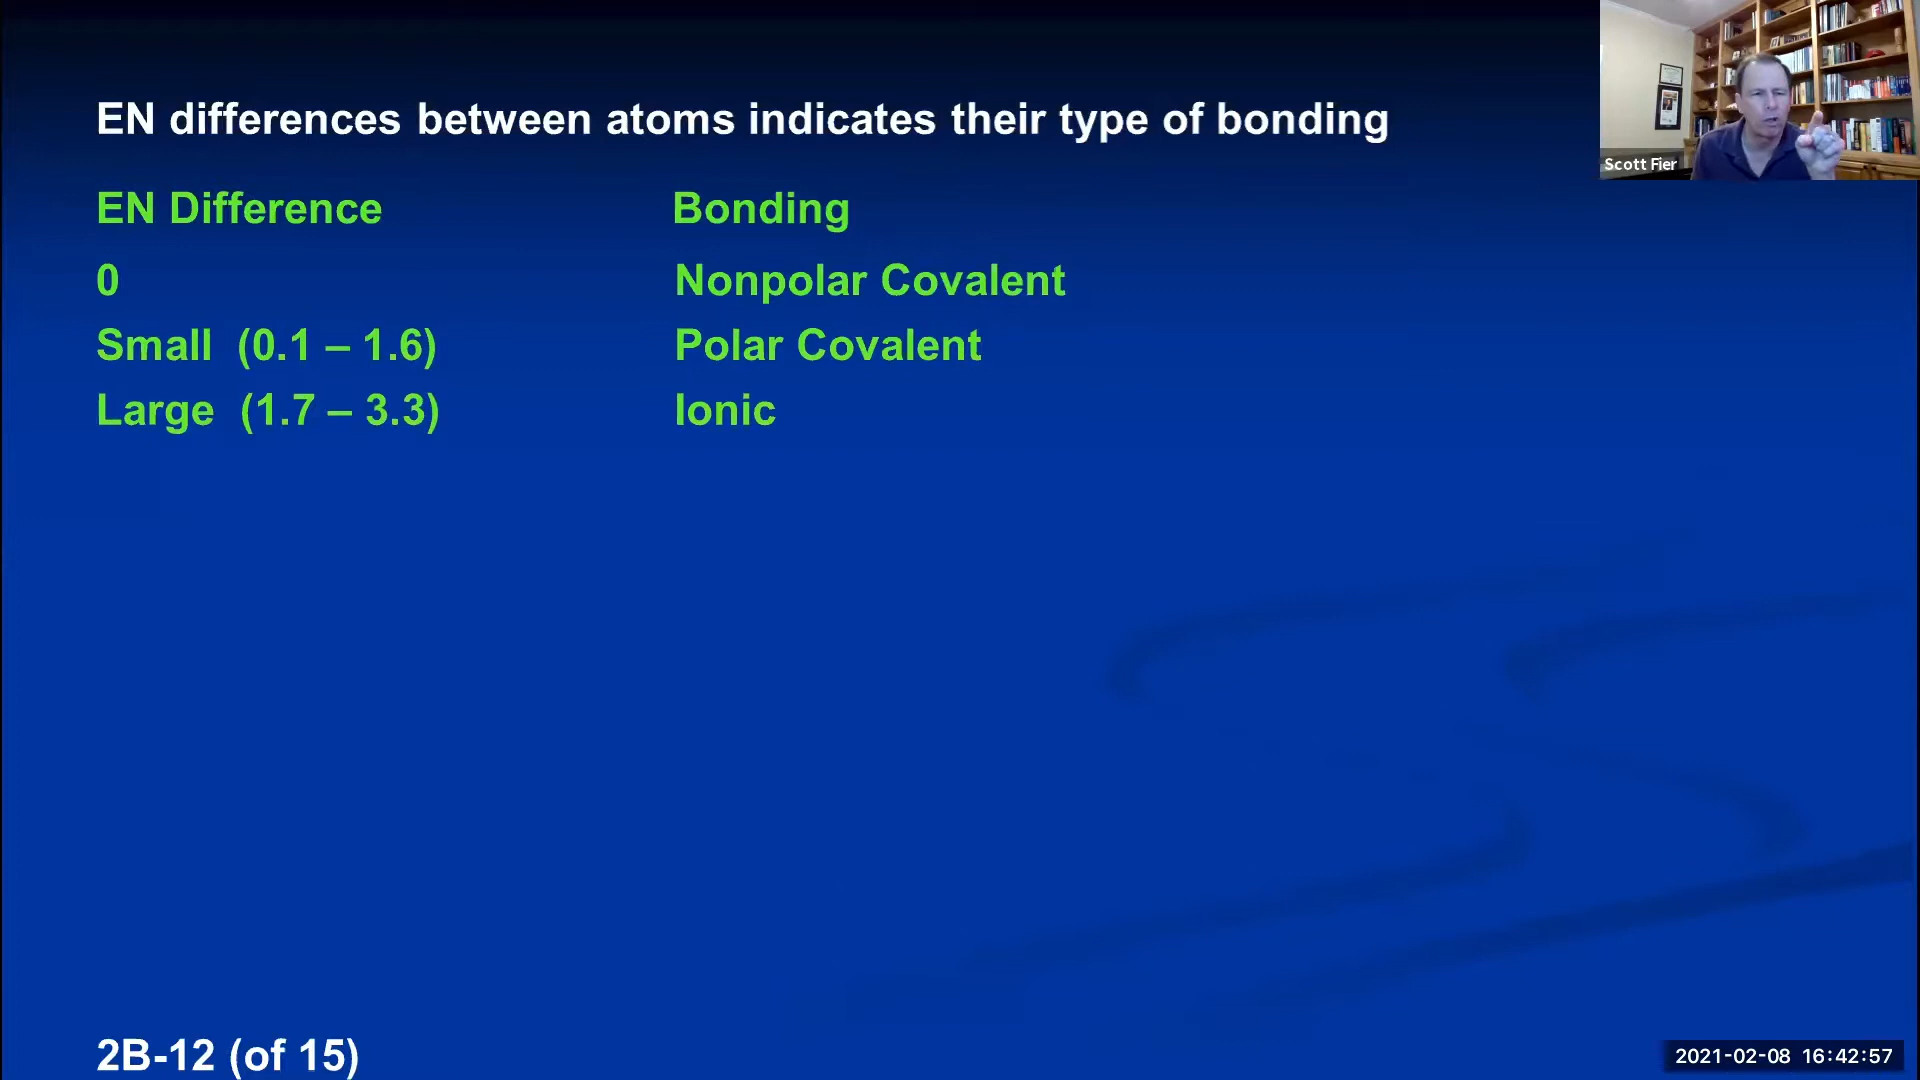 EN differences between atoms indicates their type of bonding
EN Difference Bonding
0 Nonpolar Covalent
Small (0.1 – 1.6) Polar Covalent
Large (1.7 – 3.3) Ionic
2B-12 (of 15)
Scott Fier
2021-02-08 16:42:57